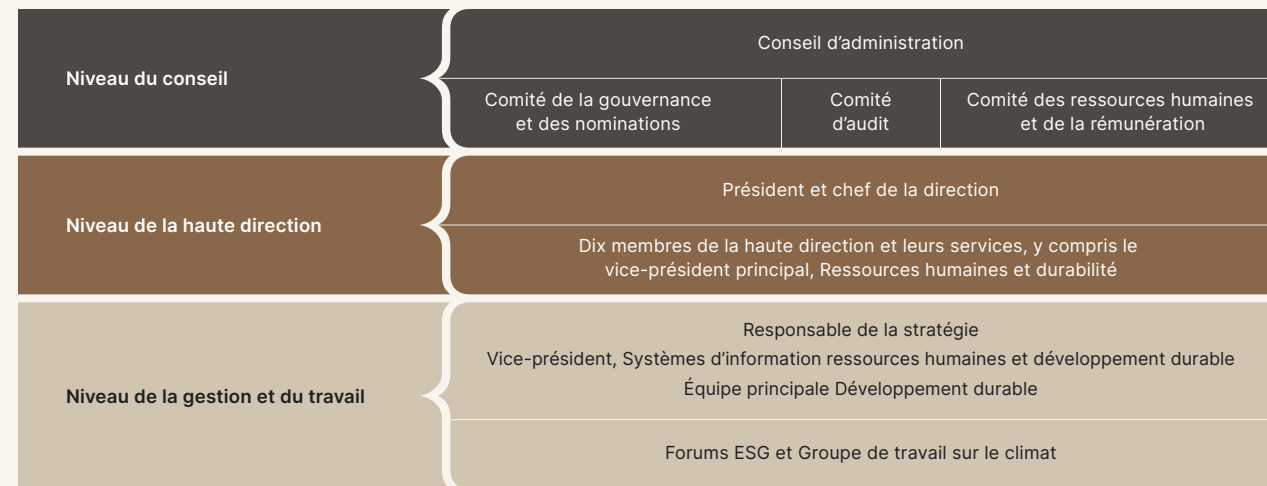 Niveau du conseil
Conseil d’administration
Comité de la gouvernance
et des nominations
Comité
d’audit
Comité des ressources humaines
et de la rémunération
Niveau de la haute direction
Président et chef de la direction
Dix membres de la haute direction et leurs services, y compris le
vice-président principal, Ressources humaines et durabilité
Niveau de la gestion et du travail
Responsable de la stratégie
Vice-président, Systèmes d’information ressources humaines et développement durable
Équipe principale Développement durable
Forums ESG et Groupe de travail sur le climat